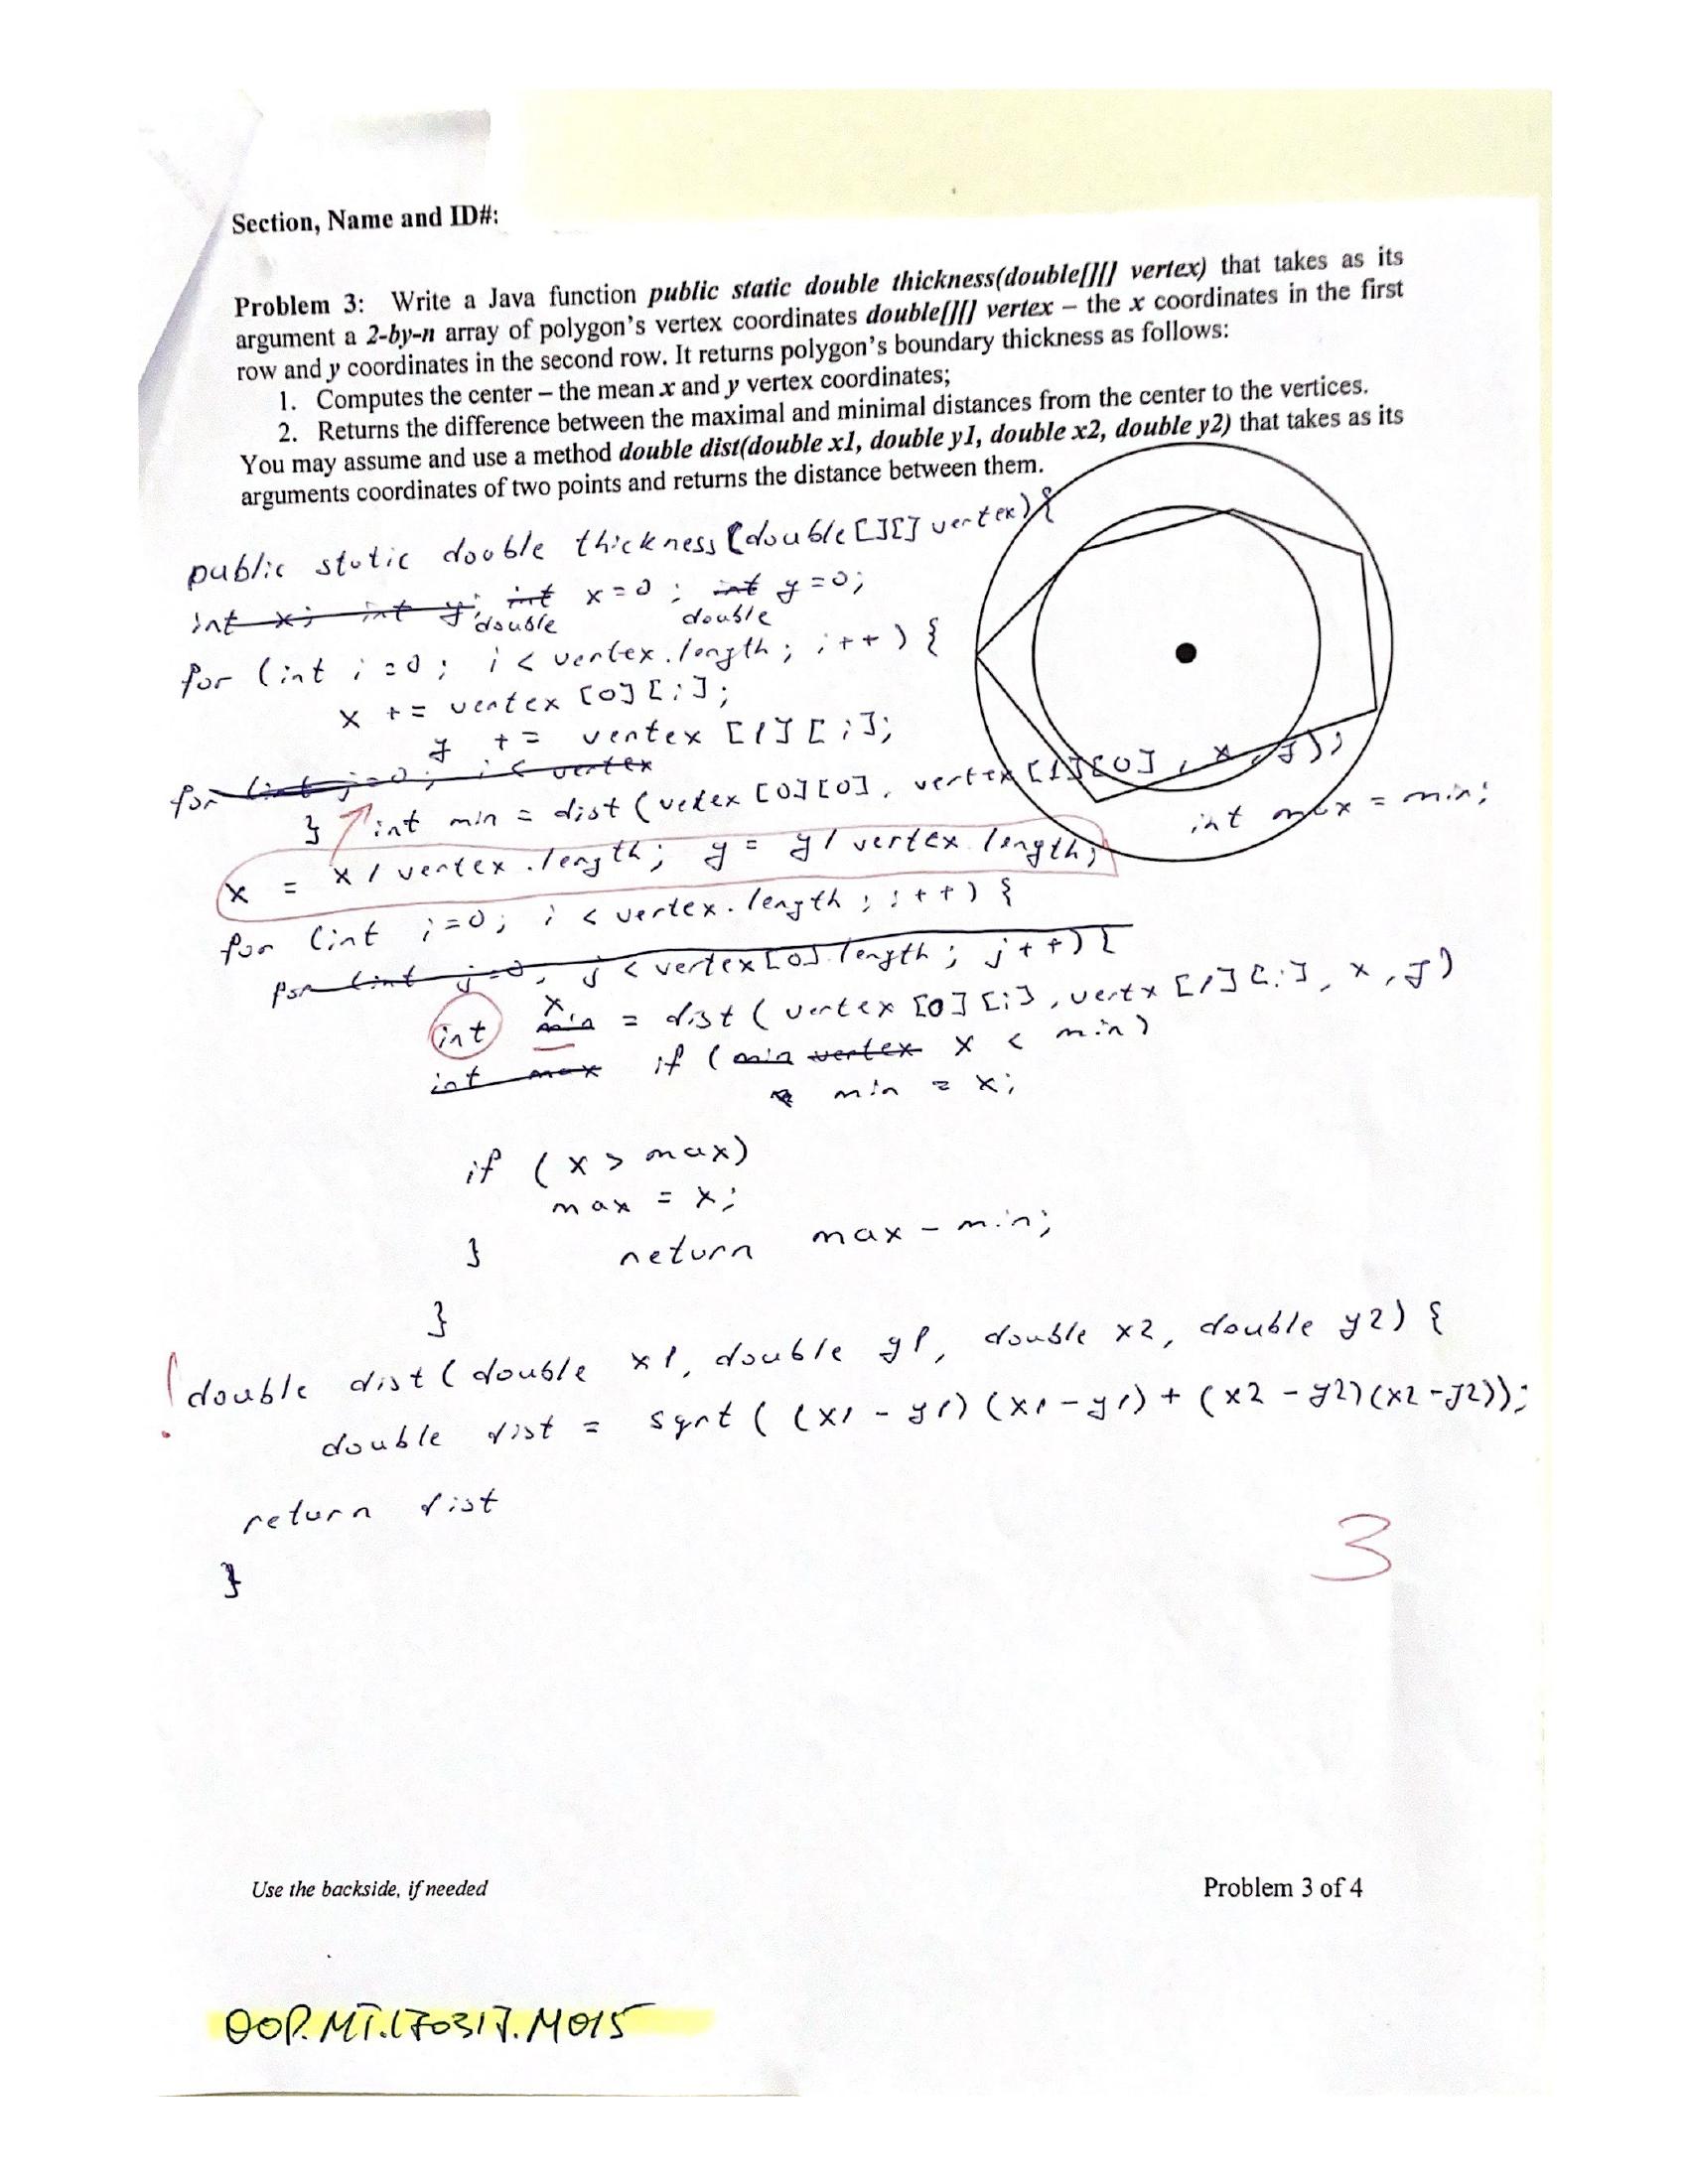 Section, Name and ID#:
Problem 3: Write a Java function public static double thickness(double[][] vertex) that takes as its
argument a 2-by-n array of polygon's vertex coordinates double[][] vertex – the x coordinates in the first
row and y coordinates in the second row. It returns polygon's boundary thickness as follows:
1. Computes the center – the mean x and y vertex coordinates;
2. Returns the difference between the maximal and minimal distances from the center to the vertices.
You may assume and use a method double dist(double x1, double y1, double x2, double y2) that takes as its
arguments coordinates of two points and returns the distance between them.
public static double thickness (double [][] vertex) {
int x; int y; int x = 0 ; int y = 0;
double double
for (int i = 0; i < vertex.length; i++) {
x += vertex [0][i];
y += vertex [1][i];
for (int j=0; i < vertex
} int min = dist (vetex [0][0], vertex [1][0], x, y);
int max = min;
x = x / vertex.length; y = y / vertex.length;
for (int i=0; i < vertex.length; i++) {
for (int j=0, j < vertex[0].length; j++) {
x
int min = dist ( vertex [0][i], vertx [1][i], x, y)
int max if (min vertex x < min)
min = x;
if (x > max)
max = x;
} return max - min;
}
! double dist (double x1, double y1, double x2, double y2) {
double dist = sqrt ( (x1 - y1) (x1 - y1) + (x2 - y2)(x2 - y2));
return dist
}
3
Use the backside, if needed
Problem 3 of 4
OOP.MT.170317.M015